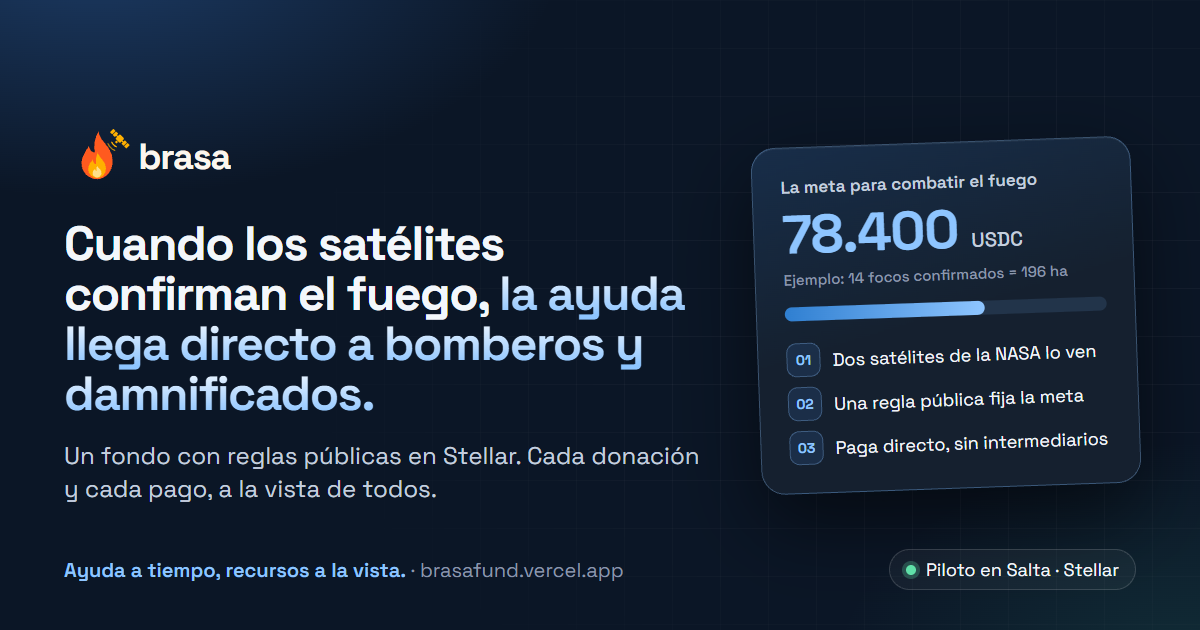 brasa
Cuando los satélites
confirman el fuego, la ayuda
llega directo a bomberos y
damnificados.
Un fondo con reglas públicas en Stellar. Cada donación
y cada pago, a la vista de todos.
Ayuda a tiempo, recursos a la vista. · brasafund.vercel.app
La meta para combatir el fuego
78.400 USDC
Ejemplo: 14 focos confirmados = 196 ha
01 Dos satélites de la NASA lo ven
02 Una regla pública fija la meta
03 Paga directo, sin intermediarios
Piloto en Salta · Stellar